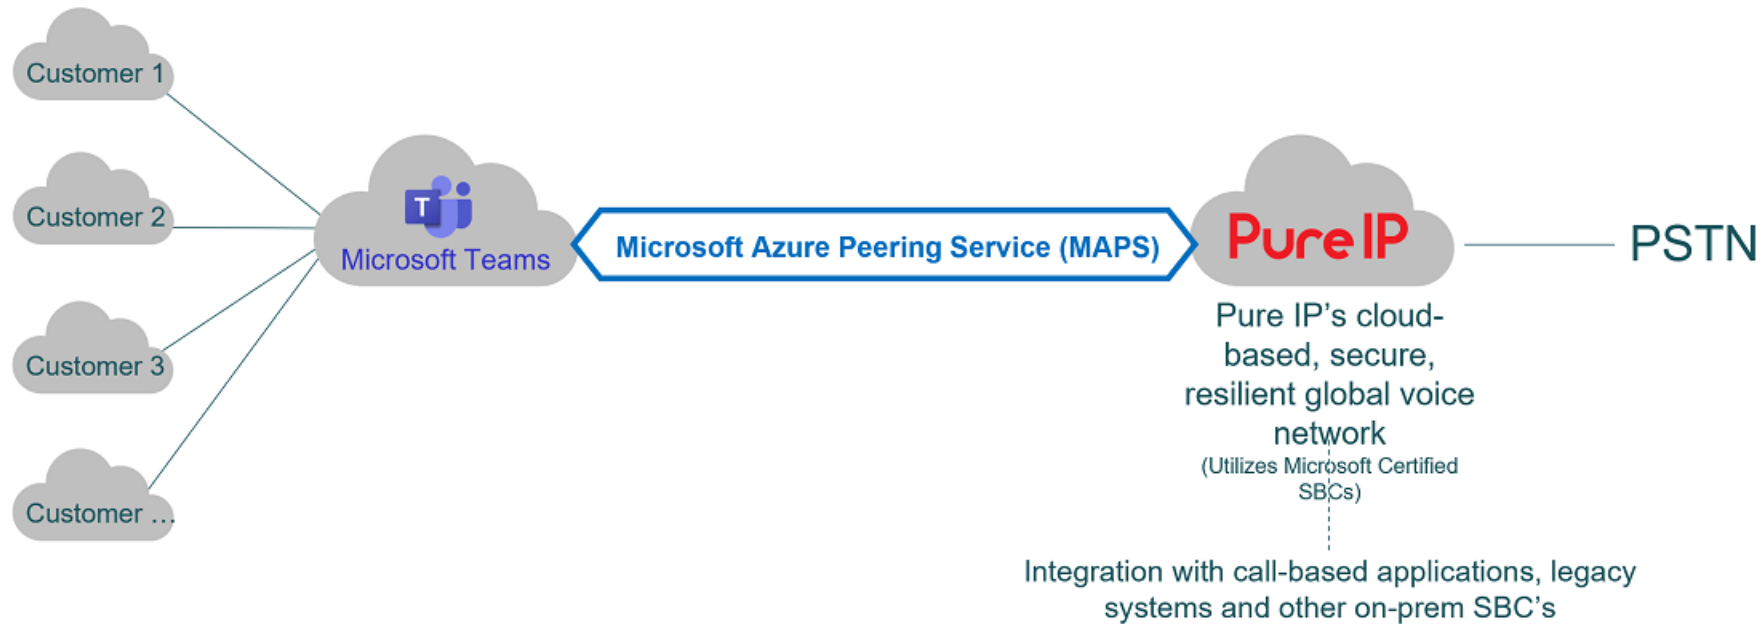 Customer 1
Customer 2
Customer 3
Customer ...
T
Microsoft Teams
Microsoft Azure Peering Service (MAPS)
Pure IP
PSTN
Pure IP’s cloud-
based, secure,
resilient global voice
network
(Utilizes Microsoft Certified
SBCs)
Integration with call-based applications, legacy
systems and other on-prem SBC’s